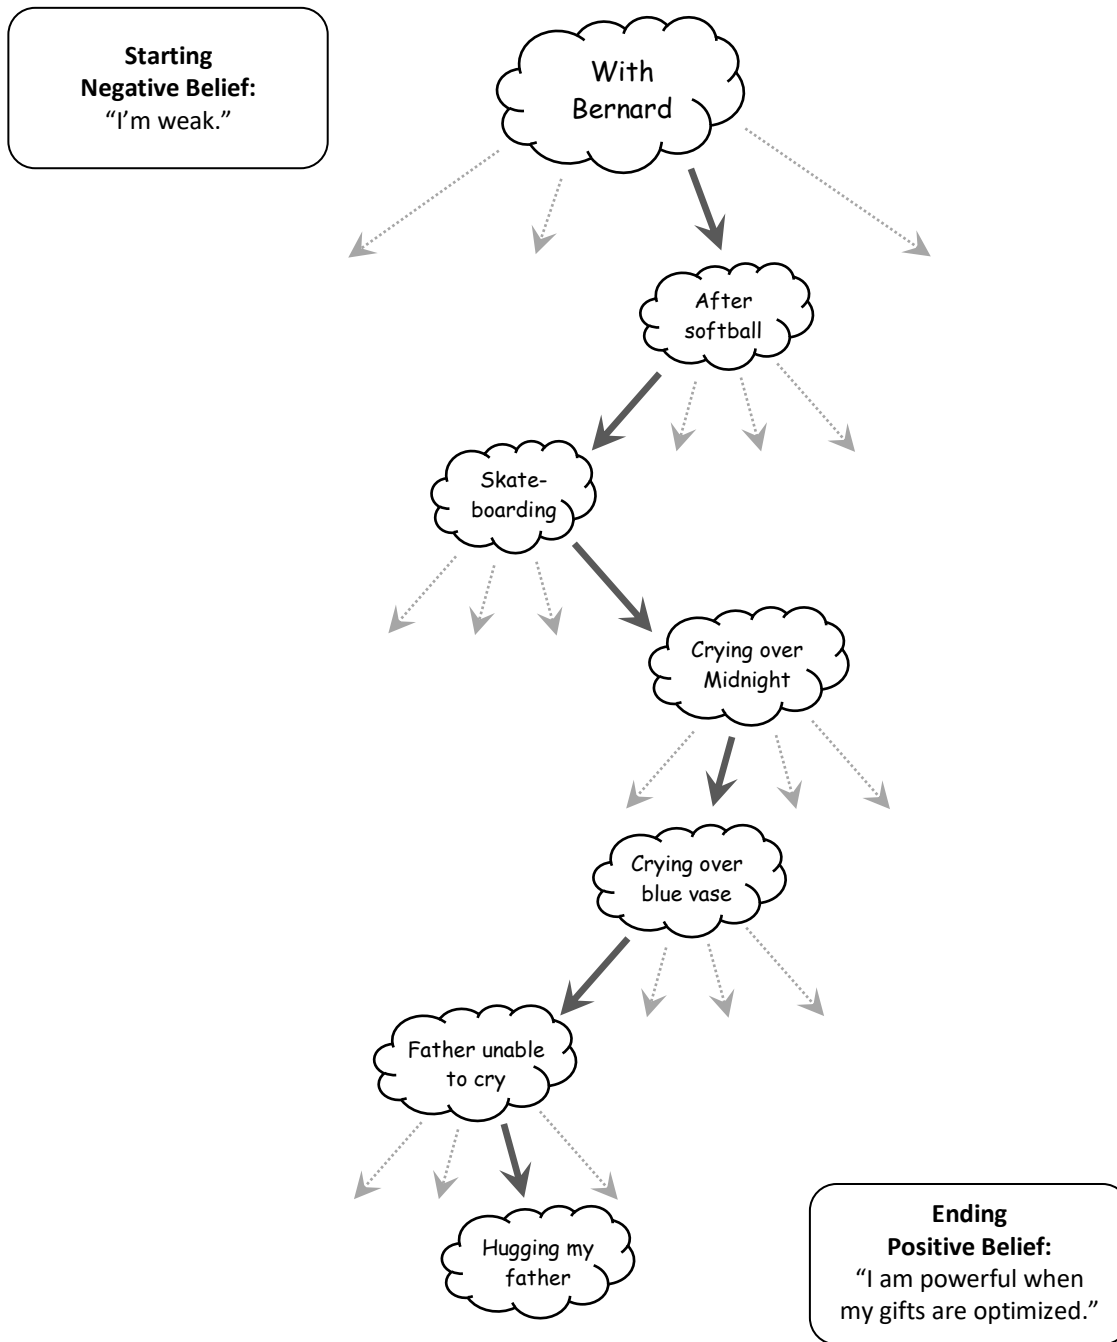 Starting
Negative Belief:
“I’m weak.”
With
Bernard
After
softball
Skate-
boarding
Crying over
Midnight
Crying over
blue vase
Father unable
to cry
Hugging my
father
Ending
Positive Belief:
“I am powerful when
my gifts are optimized.”